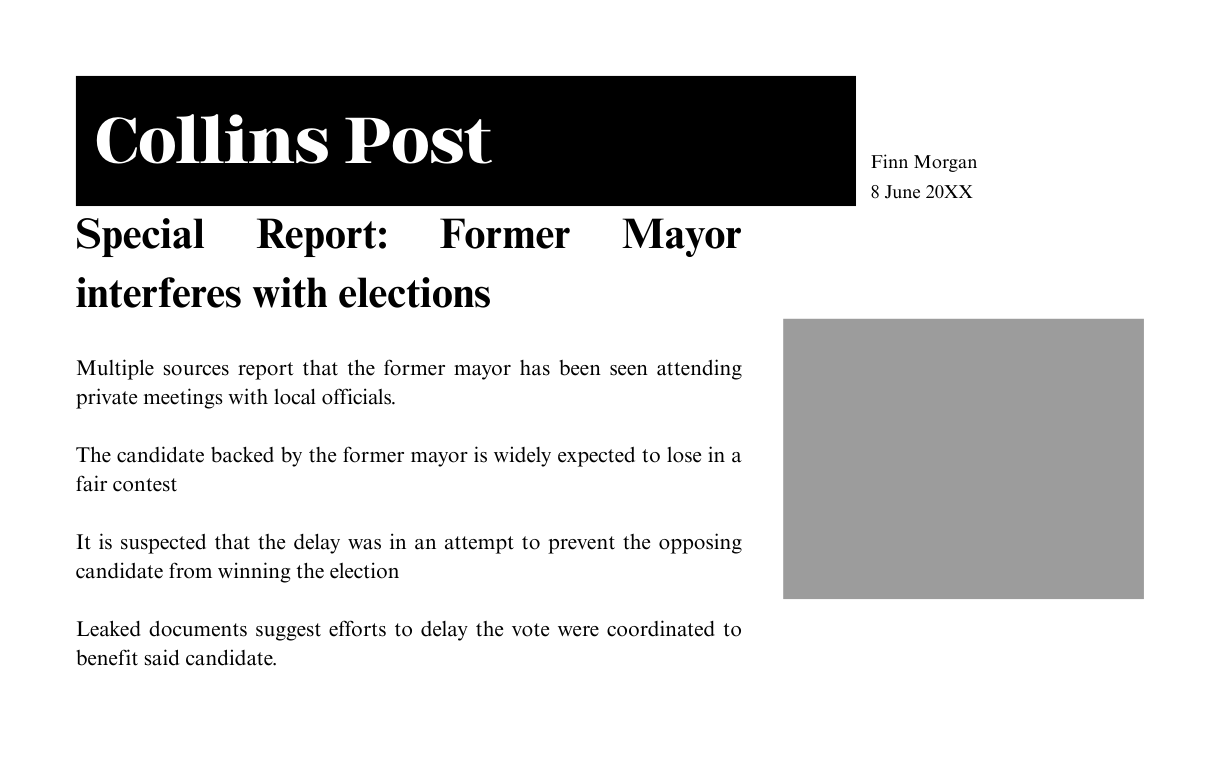 Collins Post
Finn Morgan
8 June 20XX
Special Report: Former Mayor
interferes with elections
Multiple sources report that the former mayor has been seen attending
private meetings with local officials.
The candidate backed by the former mayor is widely expected to lose in a
fair contest
It is suspected that the delay was in an attempt to prevent the opposing
candidate from winning the election
Leaked documents suggest efforts to delay the vote were coordinated to
benefit said candidate.